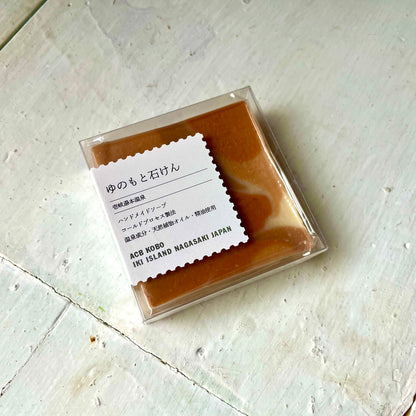 ゆのもと石けん
壱岐湯本温泉
ハンドメイドソープ
コールドプロセス製法
温泉成分・天然植物オイル・精油使用
ACB KOBO
IKI ISLAND NAGASAKI JAPAN